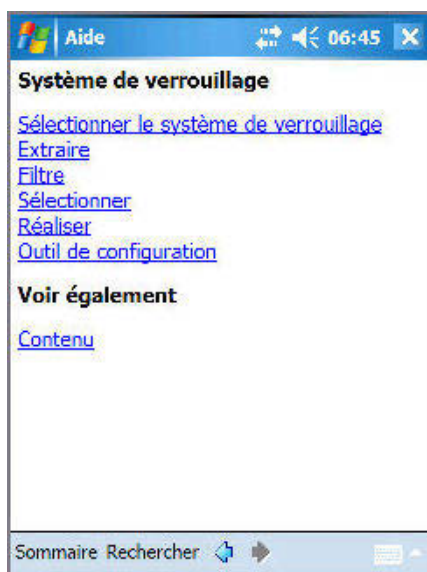 Aide 06:45
Système de verrouillage
Sélectionner le système de verrouillage
Extraire
Filtre
Sélectionner
Réaliser
Outil de configuration
Voir également
Contenu
Sommaire Rechercher